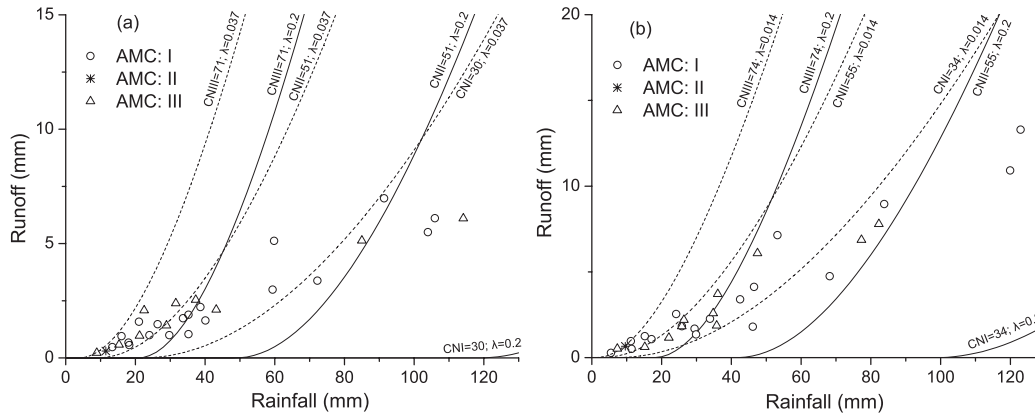 (a)
AMC: I
AMC: II
AMC: III
CNIII=71; λ=0.037
CNIII=71; λ=0.2
CNII=51; λ=0.037
CNII=51; λ=0.2
CNI=30; λ=0.037
CNI=30; λ=0.2
15
10
5
0
0 20 40 60 80 100 120
Runoff (mm)
Rainfall (mm)
(b)
AMC: I
AMC: II
AMC: III
CNIII=74; λ=0.014
CNIII=74; λ=0.2
CNII=55; λ=0.014
CNI=34; λ=0.014
CNII=55; λ=0.2
CNI=34; λ=0.
20
10
0
0 20 40 60 80 100 120
Runoff (mm)
Rainfall (mm)